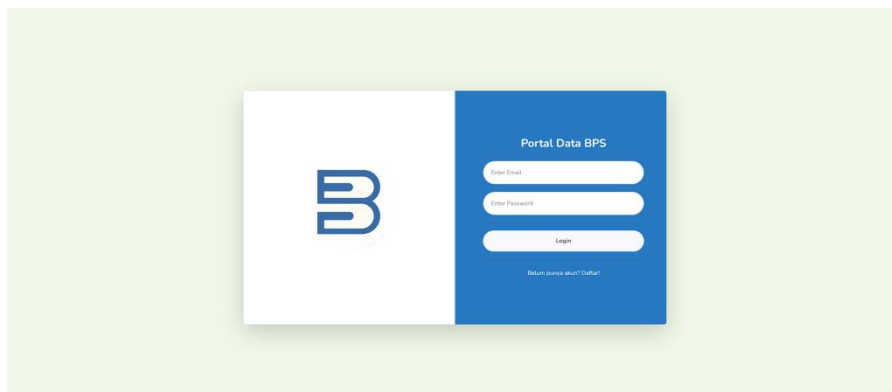 Portal Data BPS
Enter Email
Enter Password
Login
Belum punya akun? Daftar!